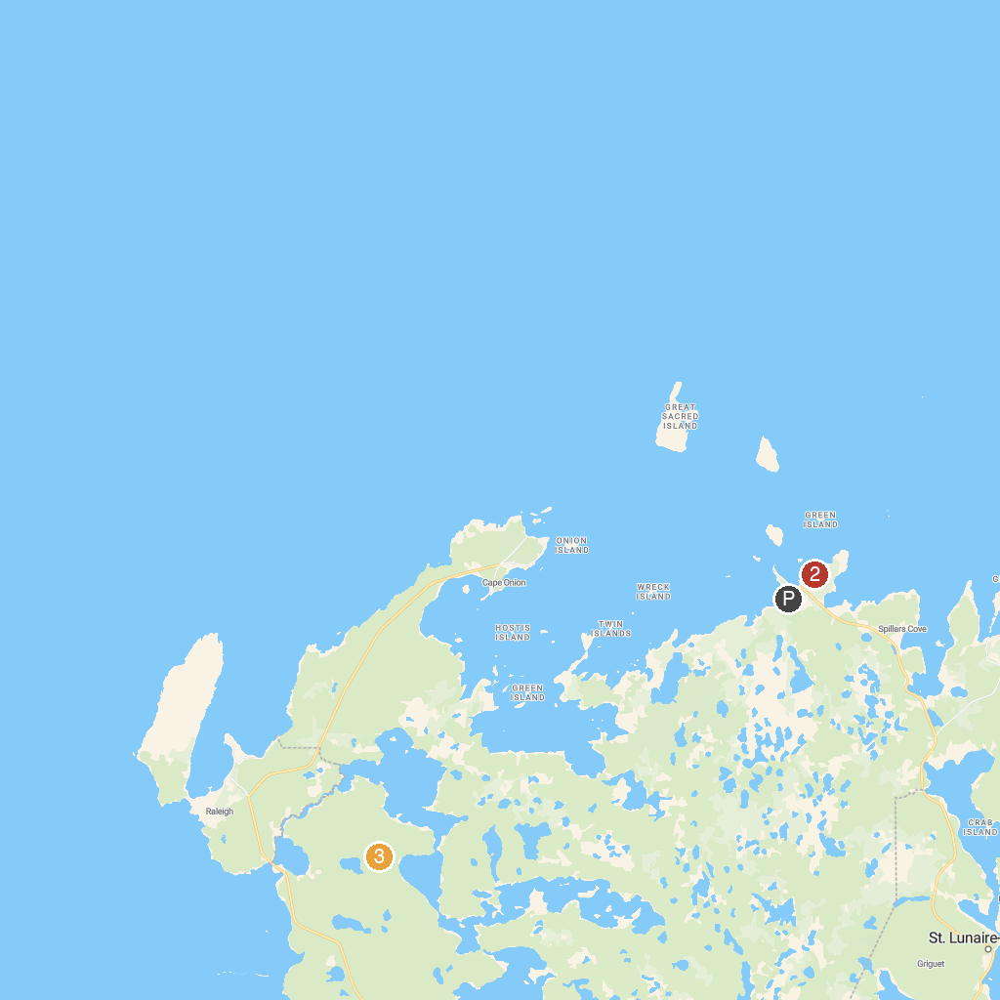 GREAT
SACRED
ISLAND
GREEN
ISLAND
ONION
ISLAND
2
Cape Onion
WRECK
ISLAND
P
HOSTIS
ISLAND
TWIN
ISLANDS
Spillars Cove
GREEN
ISLAND
Raleigh
CRAB
ISLAND
3
St. Lunaire-
Griguet